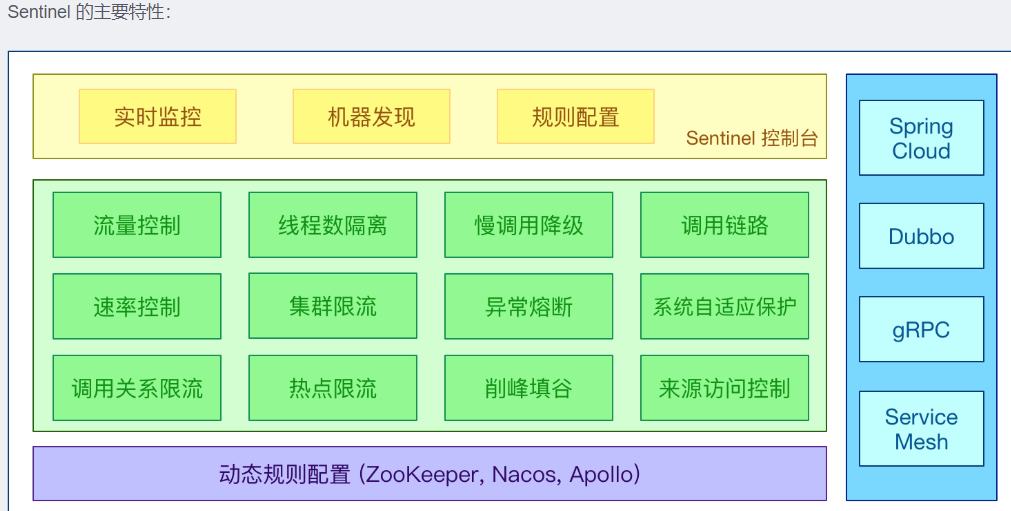 Sentinel 的主要特性：
实时监控
机器发现
规则配置
Sentinel 控制台
流量控制
线程数隔离
慢调用降级
调用链路
速率控制
集群限流
异常熔断
系统自适应保护
调用关系限流
热点限流
削峰填谷
来源访问控制
动态规则配置 (ZooKeeper, Nacos, Apollo)
Spring
Cloud
Dubbo
gRPC
Service
Mesh